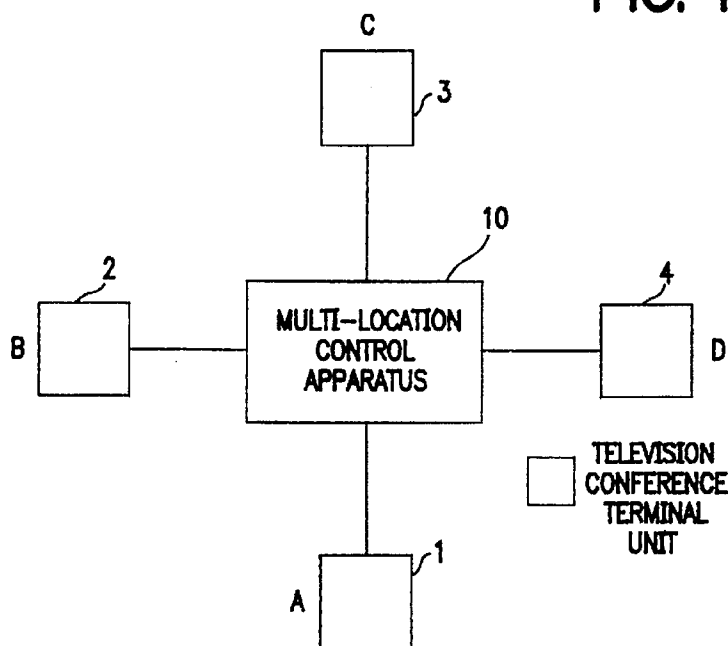 FIG. 1
C
3
10
2
4
B
MULTI-LOCATION
CONTROL
APPARATUS
D
TELEVISION
CONFERENCE
TERMINAL
UNIT
1
A